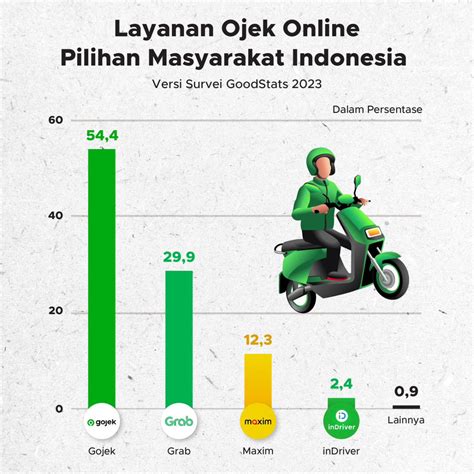 Layanan Ojek Online
Pilihan Masyarakat Indonesia
Versi Survei GoodStats 2023
Dalam Persentase
60
54,4
40
29,9
20
12,3
2,4
0,9
0
gojek
Grab
maxim
inDriver
Lainnya
Gojek
Grab
Maxim
inDriver